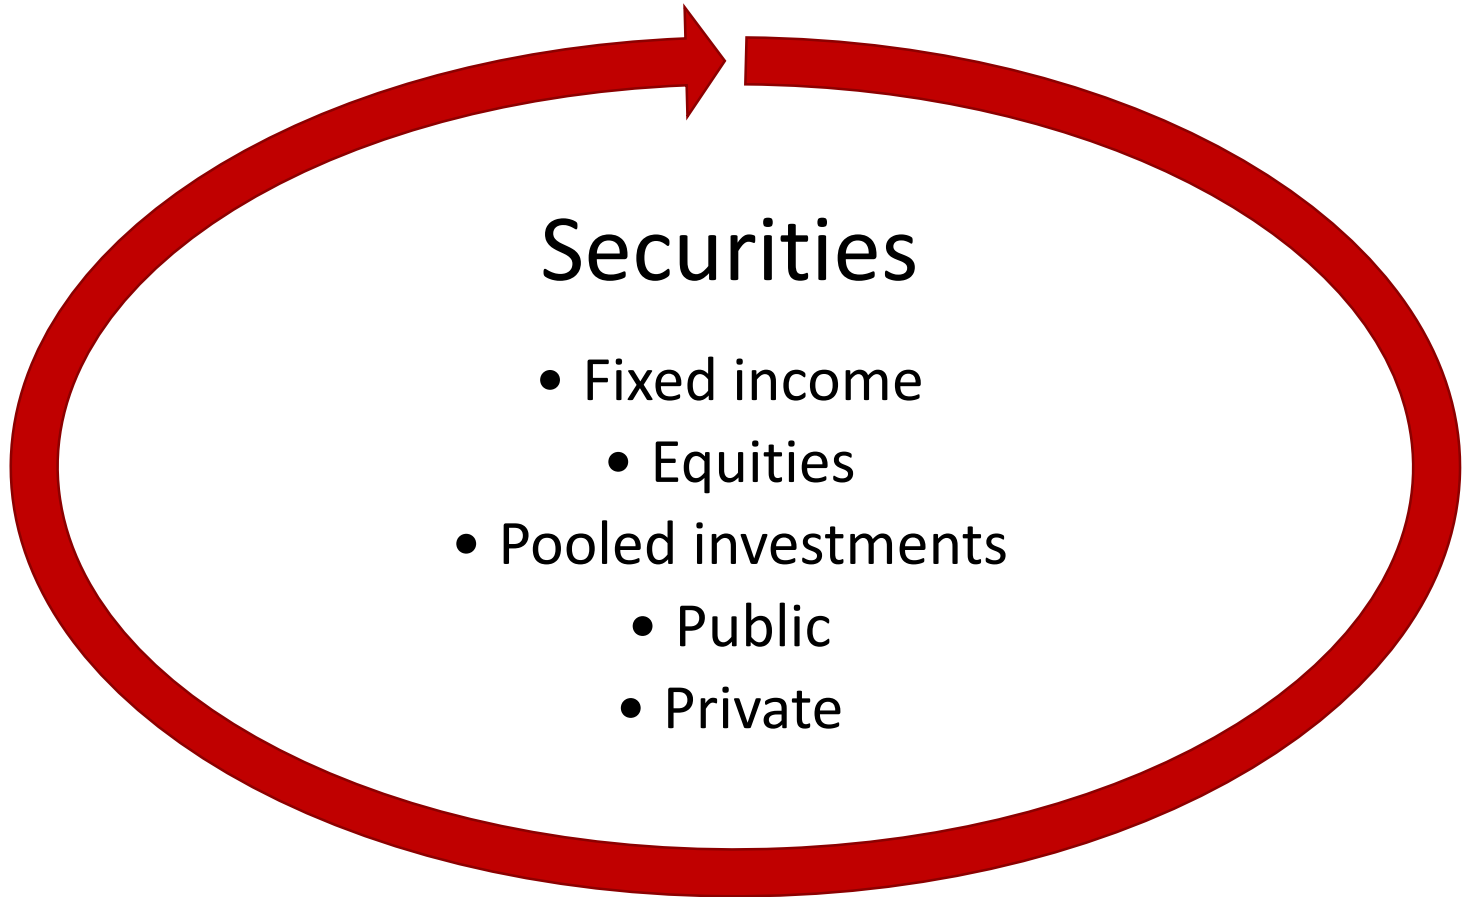 Securities
• Fixed income
• Equities
• Pooled investments
• Public
• Private